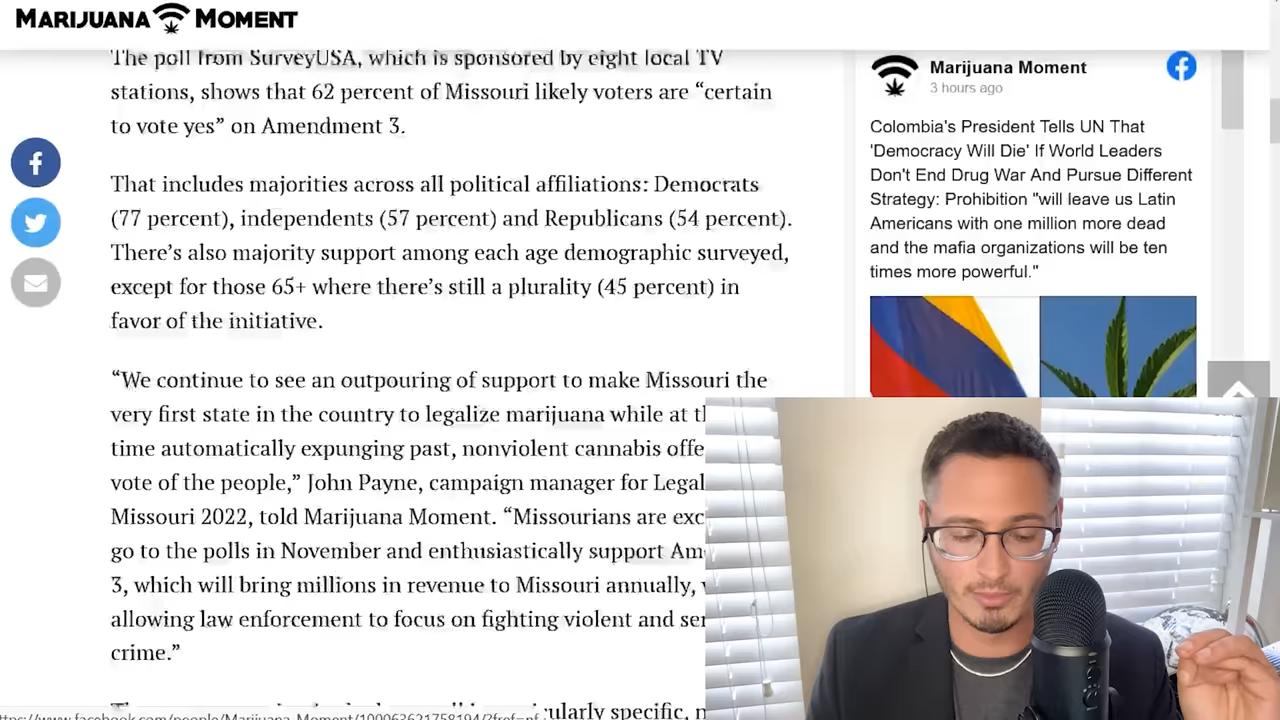 MARIJUANA MOMENT
The poll from SurveyUSA, which is sponsored by eight local TV
stations, shows that 62 percent of Missouri likely voters are “certain
to vote yes” on Amendment 3.
That includes majorities across all political affiliations: Democrats
(77 percent), independents (57 percent) and Republicans (54 percent).
There’s also majority support among each age demographic surveyed,
except for those 65+ where there’s still a plurality (45 percent) in
favor of the initiative.
“We continue to see an outpouring of support to make Missouri the
very first state in the country to legalize marijuana while at
time automatically expunging past, nonviolent cannabis
vote of the people,” John Payne, campaign manager for
Missouri 2022, told Marijuana Moment. “Missourians are
go to the polls in November and enthusiastically support
3, which will bring millions in revenue to Missouri annually,
allowing law enforcement to focus on fighting violent and
crime.”
specific,
Marijuana Moment
3 hours ago
Colombia's President Tells UN That
'Democracy Will Die' If World Leaders
Don't End Drug War And Pursue Different
Strategy: Prohibition "will leave us Latin
Americans with one million more dead
and the mafia organizations will be ten
times more powerful."